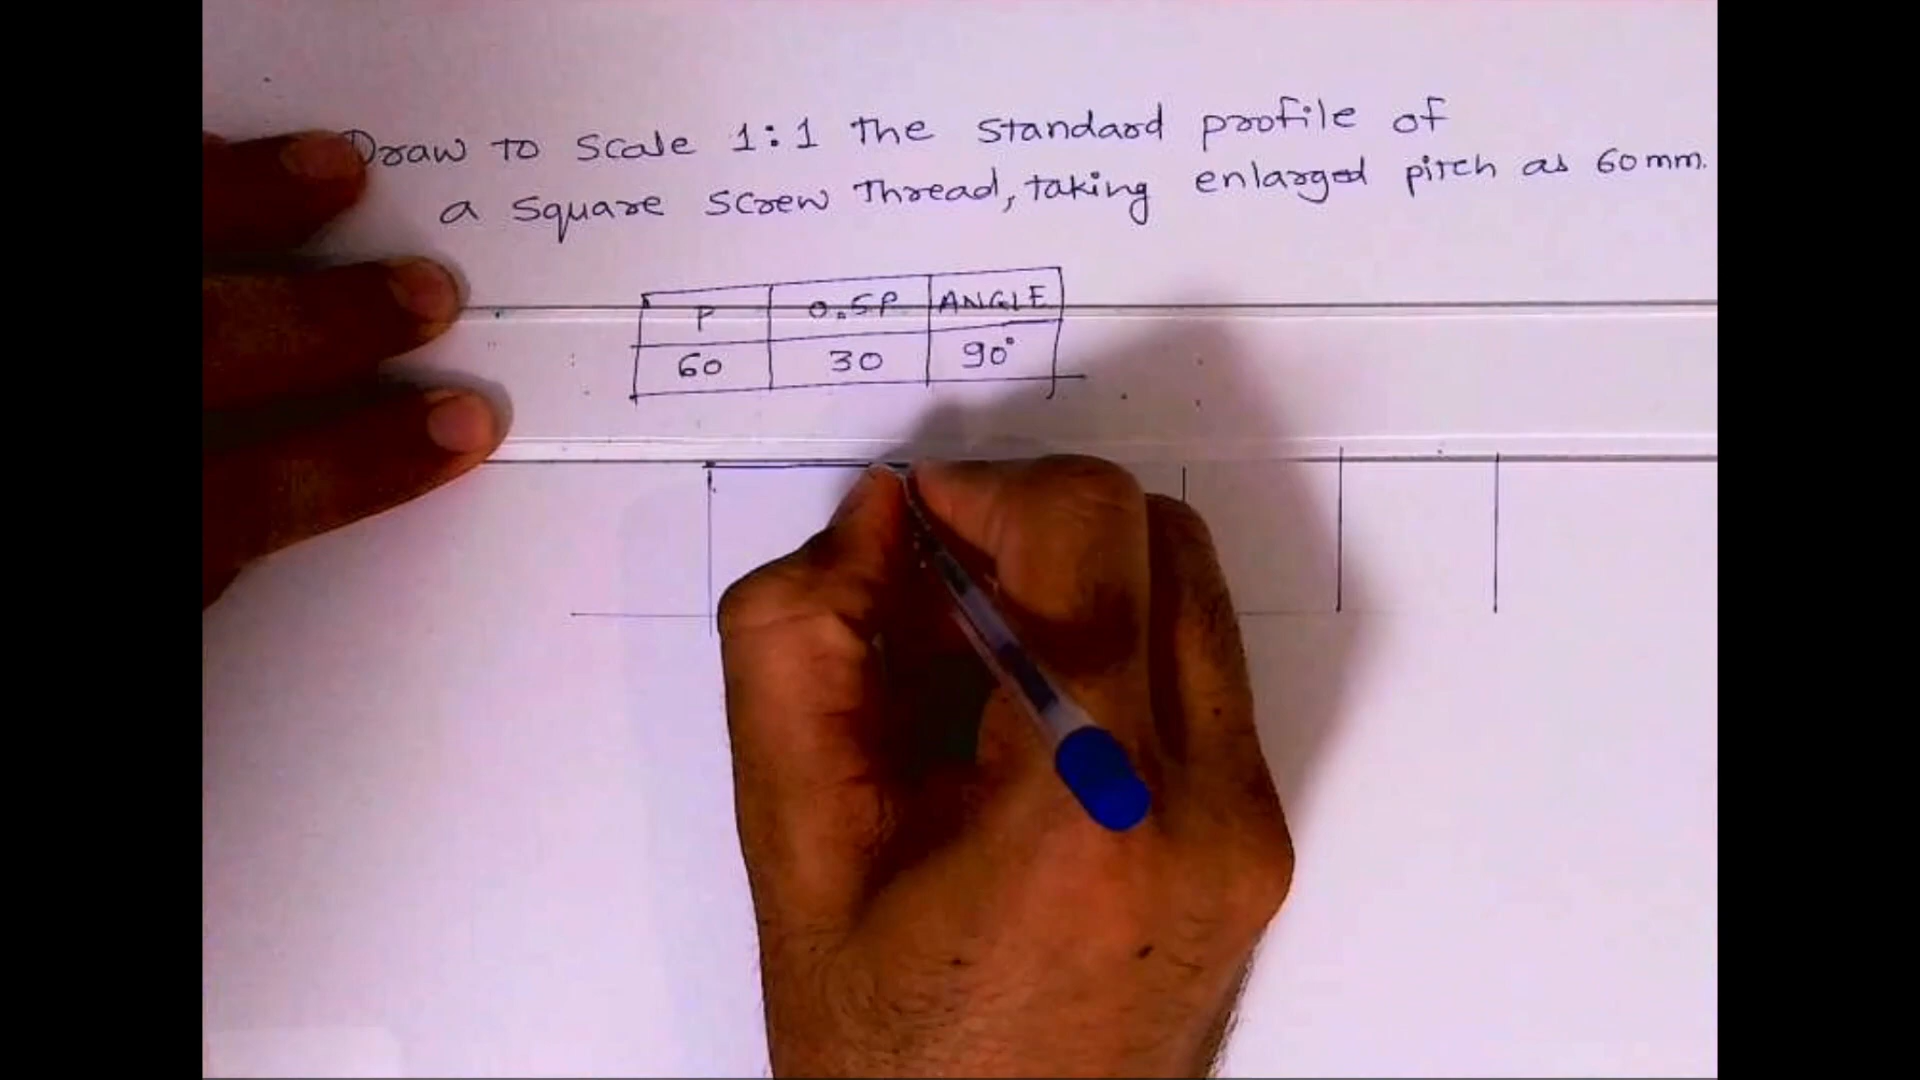 Draw to Scale 1:1 The Standard profile of
a Square Screw Thread, taking enlarged pitch as 60mm.
P 0.5P ANGLE
60 30 90°